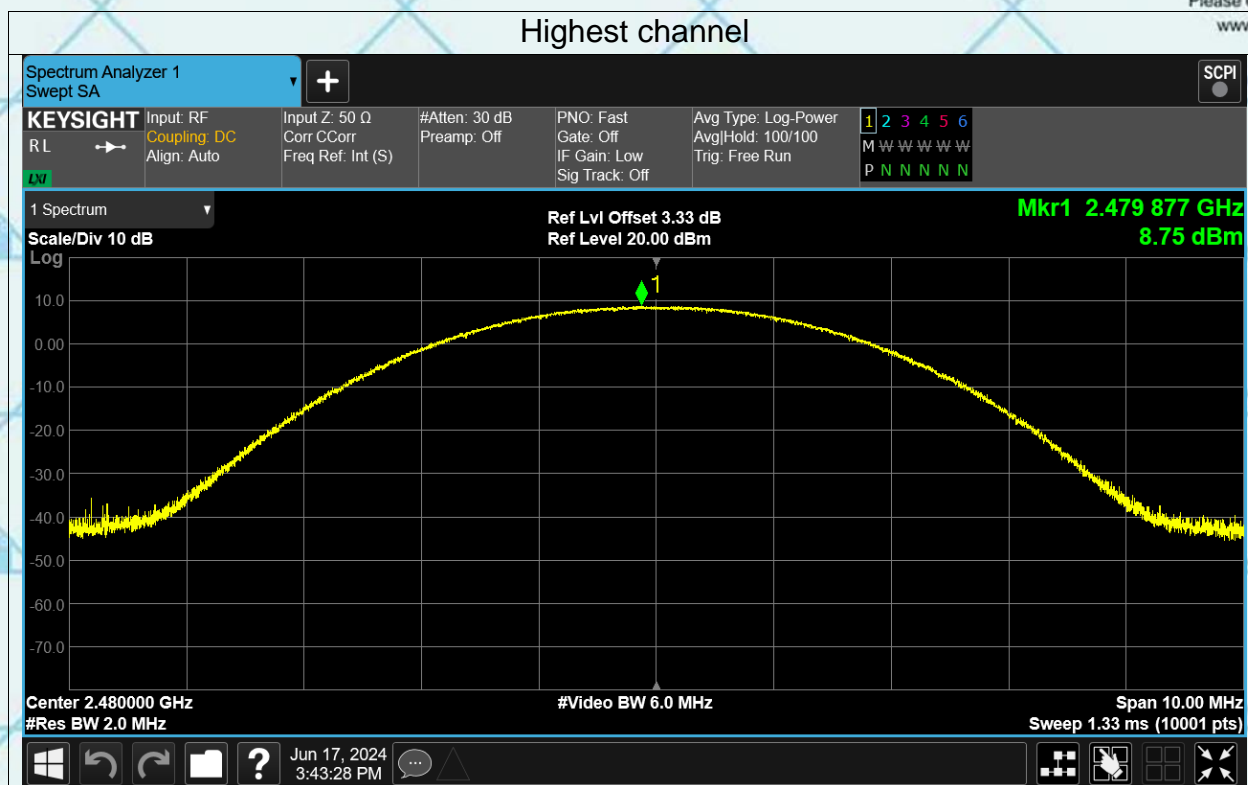 Please
www
Highest channel
Spectrum Analyzer 1
Swept SA
+
SCPI
KEYSIGHT
R L
LXI
Input: RF
Coupling: DC
Align: Auto
Input Z: 50 Ω
Corr CCorr
Freq Ref: Int (S)
#Atten: 30 dB
Preamp: Off
PNO: Fast
Gate: Off
IF Gain: Low
Sig Track: Off
Avg Type: Log-Power
Avg|Hold: 100/100
Trig: Free Run
1 2 3 4 5 6
M W W W W W
P N N N N N
1 Spectrum
Scale/Div 10 dB
Log
Ref Lvl Offset 3.33 dB
Ref Level 20.00 dBm
Mkr1 2.479 877 GHz
8.75 dBm
1
10.0
0.00
-10.0
-20.0
-30.0
-40.0
-50.0
-60.0
-70.0
Center 2.480000 GHz
#Res BW 2.0 MHz
#Video BW 6.0 MHz
Span 10.00 MHz
Sweep 1.33 ms (10001 pts)
?
Jun 17, 2024
3:43:28 PM